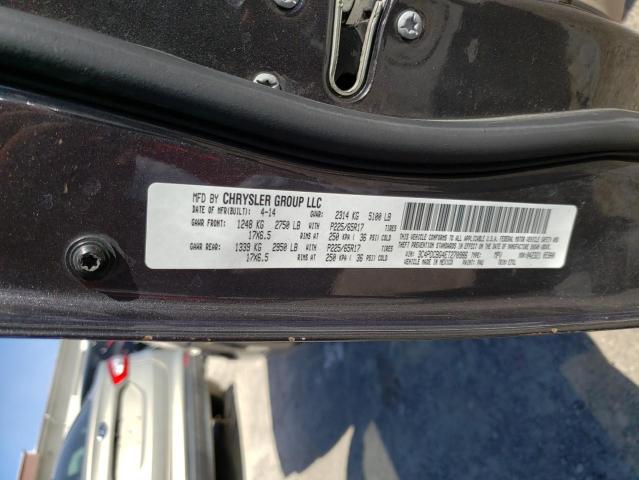 MFD BY CHRYSLER GROUP LLC
DATE OF MFR(BUILT): 4-14 GVWR: 2314 KG 5100 LB
GAWR FRONT: 1248 KG 2750 LB P225/65R17 TIRES
17X6.5 RIMS AT 250 KPA ( 36 PSI) COLD
GAWR REAR: 1339 KG 2950 LB P225/65R17 TIRES
17X6.5 RIMS AT 250 KPA ( 36 PSI) COLD
THIS VEHICLE CONFORMS TO ALL APPLICABLE U.S.A. FEDERAL MOTOR VEHICLE SAFETY AND
THEFT PREVENTION STANDARDS IN EFFECT ON THE DATE OF MANUFACTURE SHOWN ABOVE.
VIN: TYPE: MPV
VEHICLE MADE IN MEXICO PAINT: TRIM: